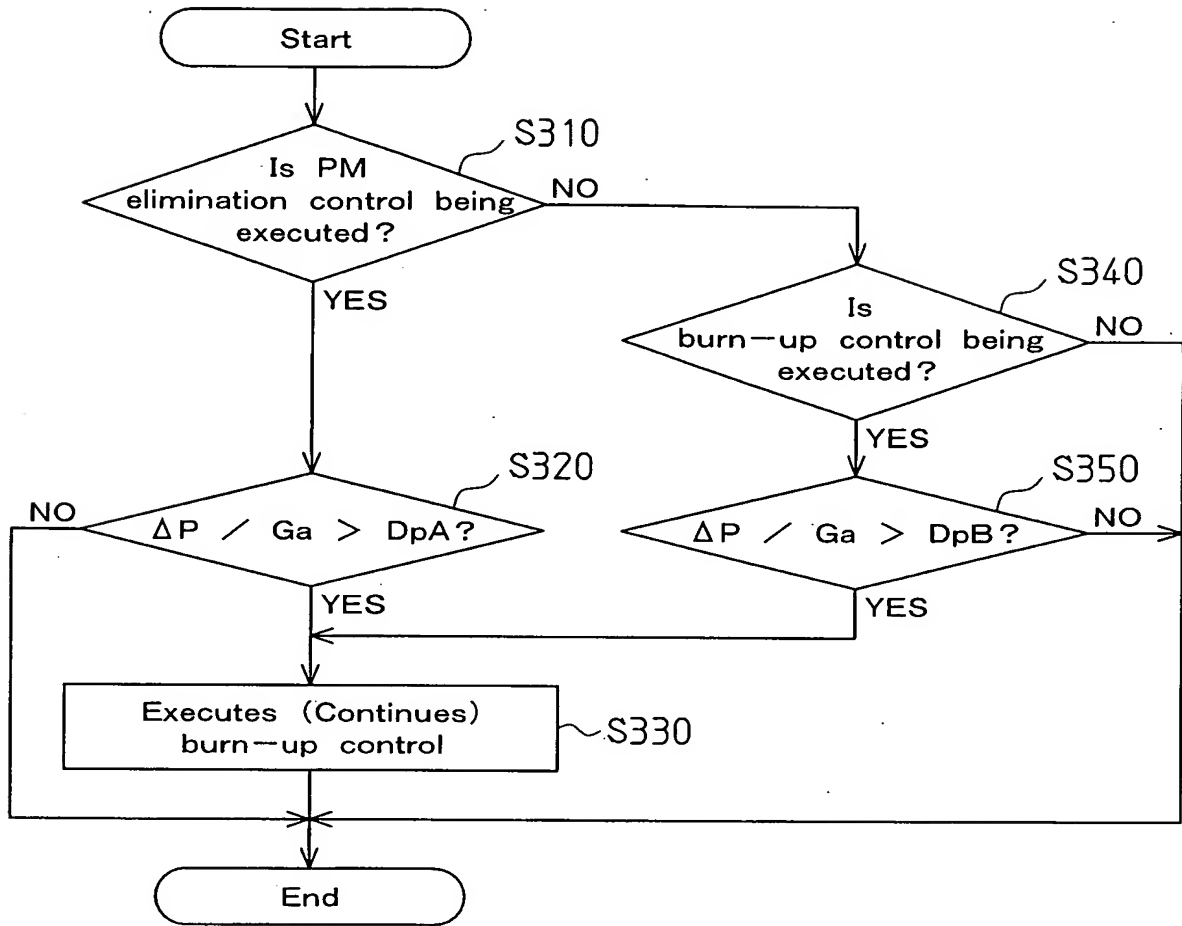 Start
S310
Is PM
elimination control being
executed?
NO
YES
S340
Is
burn-up control being
executed?
NO
YES
S320
NO
ΔP / Ga > DpA?
YES
S350
ΔP / Ga > DpB?
NO
YES
Executes (Continues)
burn-up control
S330
End